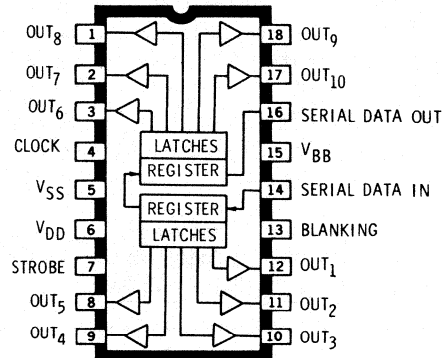 OUT8 1 18 OUT9
OUT7 2 17 OUT10
OUT6 3 16 SERIAL DATA OUT
CLOCK 4 LATCHES 15 VBB
REGISTER
VSS 5 14 SERIAL DATA IN
REGISTER
VDD 6 LATCHES 13 BLANKING
STROBE 7 12 OUT1
OUT5 8 11 OUT2
OUT4 9 10 OUT3